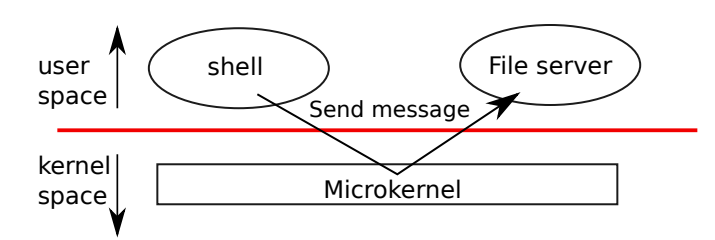 user
space
shell
File server
Send message
kernel
space
Microkernel